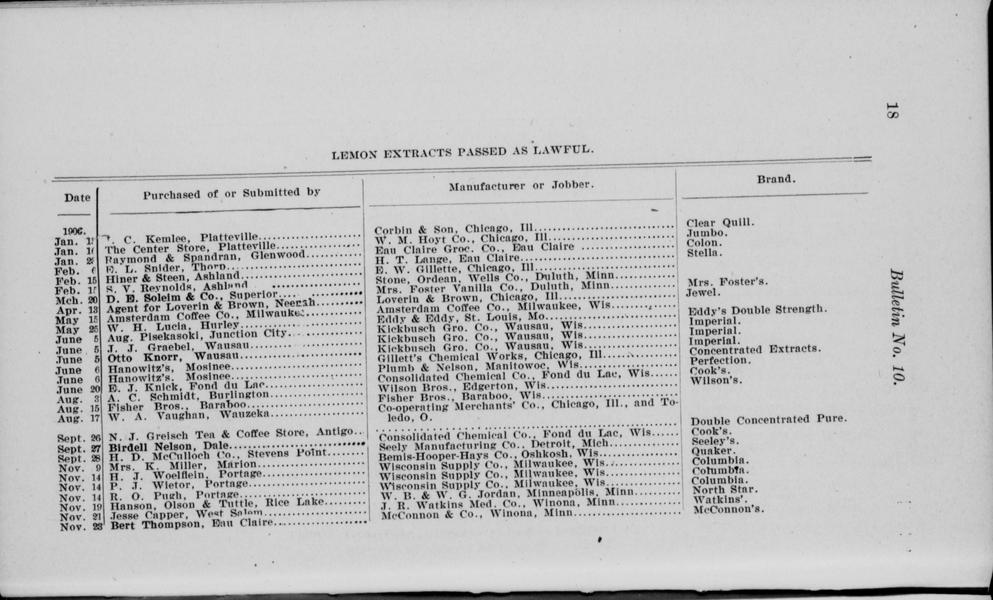 18
Bulletin No. 10.
LEMON EXTRACTS PASSED AS LAWFUL.
Date Purchased of or Submitted by Manufacturer or Jobber. Brand.
1906.
Jan. C. Kemlee, Platteville Corbin & Son, Chicago, Ill. Clear Quill.
Jan. The Center Store, Platteville W. M. Hoyt Co., Chicago, Ill. Jumbo.
Jan. Raymond & Spandran, Glenwood Eau Claire Groc. Co., Eau Claire Colon.
Feb. 6 E. L. Snider, Thorp H. T. Lange, Eau Claire Stella.
Feb. 15 Hiner & Steen, Ashland E. W. Gillette, Chicago, Ill.
Feb. S. V. Reynolds, Ashland Stone, Ordean, Wells Co., Duluth, Minn.
Mch. 20 D. E. Soleim & Co., Superior Mrs. Foster Vanilla Co., Duluth, Minn. Mrs. Foster's.
Apr. 13 Agent for Loverin & Brown, Neenah Loverin & Brown, Chicago, Ill. Jewel.
May 15 Amsterdam Coffee Co., Milwaukee Amsterdam Coffee Co., Milwaukee, Wis.
May 25 W. H. Lucia, Hurley Eddy & Eddy, St. Louis, Mo. Eddy's Double Strength.
June 5 Aug. Pisekasoki, Junction City Kickbusch Gro. Co., Wausau, Wis. Imperial.
June 5 J. J. Graebel, Wausau Kickbusch Gro. Co., Wausau, Wis. Imperial.
June 5 Otto Knorr, Wausau Kickbusch Gro. Co., Wausau, Wis. Imperial.
June 6 Hanowitz's, Mosinee Gillett's Chemical Works, Chicago, Ill. Concentrated Extracts.
June 6 Hanowitz's, Mosinee Plumb & Nelson, Manitowoc, Wis. Perfection.
June 20 E. J. Knick, Fond du Lac Consolidated Chemical Co., Fond du Lac, Wis. Cook's.
Aug. 3 A. C. Schmidt, Burlington Wilson Bros., Edgerton, Wis. Wilson's.
Aug. 15 Fisher Bros., Baraboo Fisher Bros., Baraboo, Wis.
Aug. 17 W. A. Vaughan, Wauzeka Co-operating Merchants' Co., Chicago, Ill., and To-
ledo, O.
Sept. 26 N. J. Greisch Tea & Coffee Store, Antigo Double Concentrated Pure.
Sept. 27 Birdell Nelson, Dale Consolidated Chemical Co., Fond du Lac, Wis. Cook's.
Sept. 28 H. D. McCulloch Co., Stevens Point Seely Manufacturing Co., Detroit, Mich. Seeley's.
Nov. 9 Mrs. K. Miller, Marion Bemis-Hooper-Hays Co., Oshkosh, Wis. Quaker.
Nov. 14 H. J. Woelflein, Portage Wisconsin Supply Co., Milwaukee, Wis. Columbia.
Nov. 14 P. J. Wietor, Portage Wisconsin Supply Co., Milwaukee, Wis. Columbia.
Nov. 14 R. O. Pugh, Portage Wisconsin Supply Co., Milwaukee, Wis. Columbia.
Nov. 19 Hanson, Olson & Tuttle, Rice Lake W. B. & W. G. Jordan, Minneapolis, Minn. North Star.
Nov. 21 Jesse Capper, West Salem J. R. Watkins Med. Co., Winona, Minn. Watkins'.
Nov. 23 Bert Thompson, Eau Claire McConnon & Co., Winona, Minn. McConnon's.